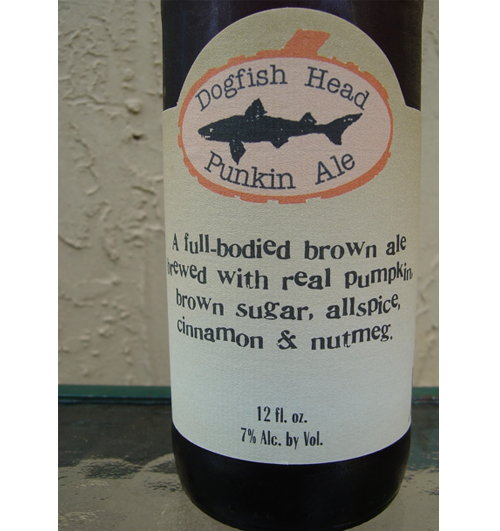 Dogfish Head
Punkin Ale
A full-bodied brown ale
brewed with real pumpkin,
brown sugar, allspice,
cinnamon & nutmeg.
12 fl. oz.
7% Alc. by Vol.